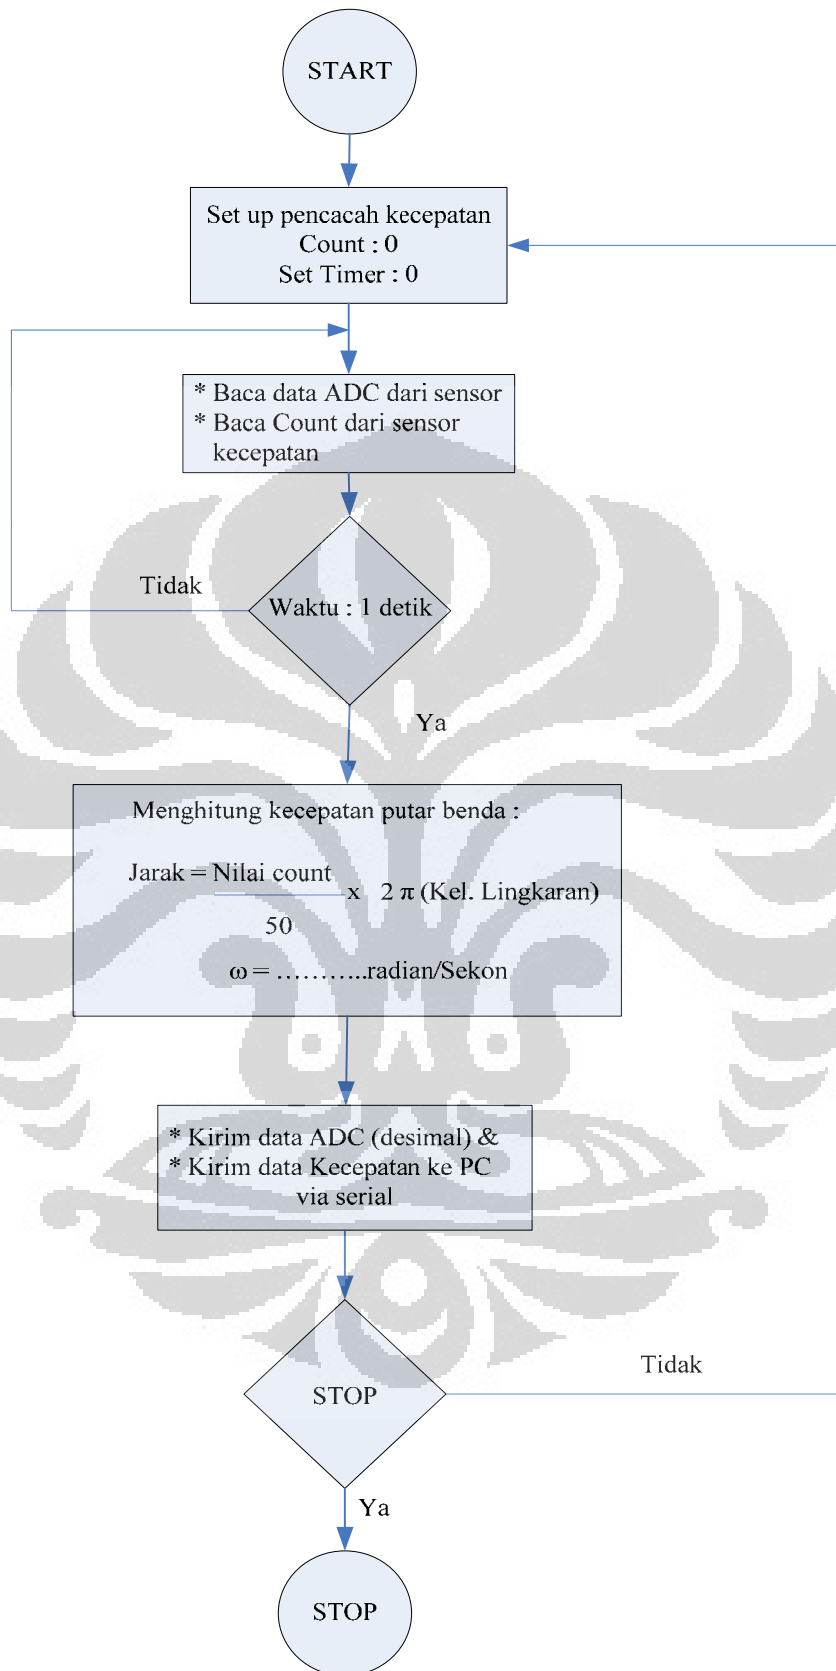 START
Set up pencacah kecepatan
Count : 0
Set Timer : 0
* Baca data ADC dari sensor
* Baca Count dari sensor
kecepatan
Tidak
Waktu : 1 detik
Ya
Menghitung kecepatan putar benda :
Jarak = Nilai count
x 2 π (Kel. Lingkaran)
50
ω = ………..radian/Sekon
* Kirim data ADC (desimal) &
* Kirim data Kecepatan ke PC
via serial
Tidak
STOP
Ya
STOP